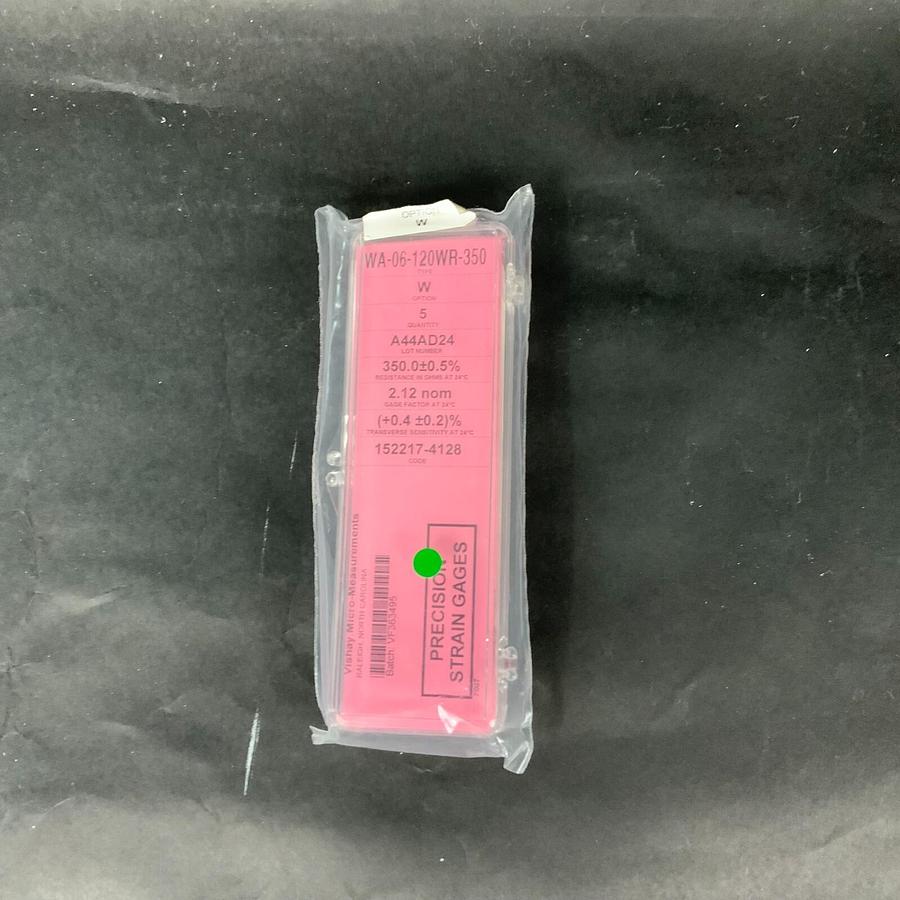 OPTION
W
WA-06-120WR-350
TYPE
W
OPTION
5
QUANTITY
A44AD24
LOT NUMBER
350.0±0.5%
RESISTANCE IN OHMS AT 24°C
2.12 nom
GAGE FACTOR AT 24°C
(+0.4 ±0.2)%
TRANSVERSE SENSITIVITY AT 24°C
152217-4128
CODE
Vishay Micro-Measurements
RALEIGH, NORTH CAROLINA
Batch: VF363495
PRECISION
STRAIN GAGES